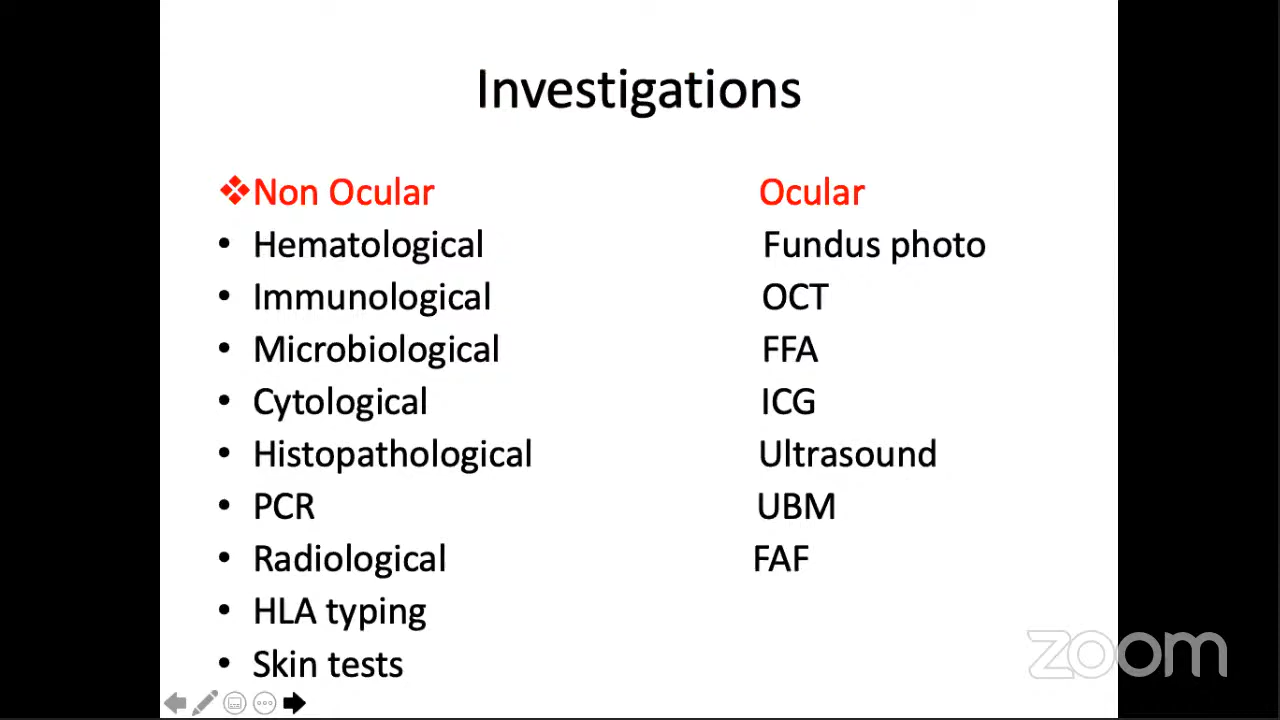 Investigations
❖Non Ocular Ocular
• Hematological Fundus photo
• Immunological OCT
• Microbiological FFA
• Cytological ICG
• Histopathological Ultrasound
• PCR UBM
• Radiological FAF
• HLA typing
• Skin tests
zoom